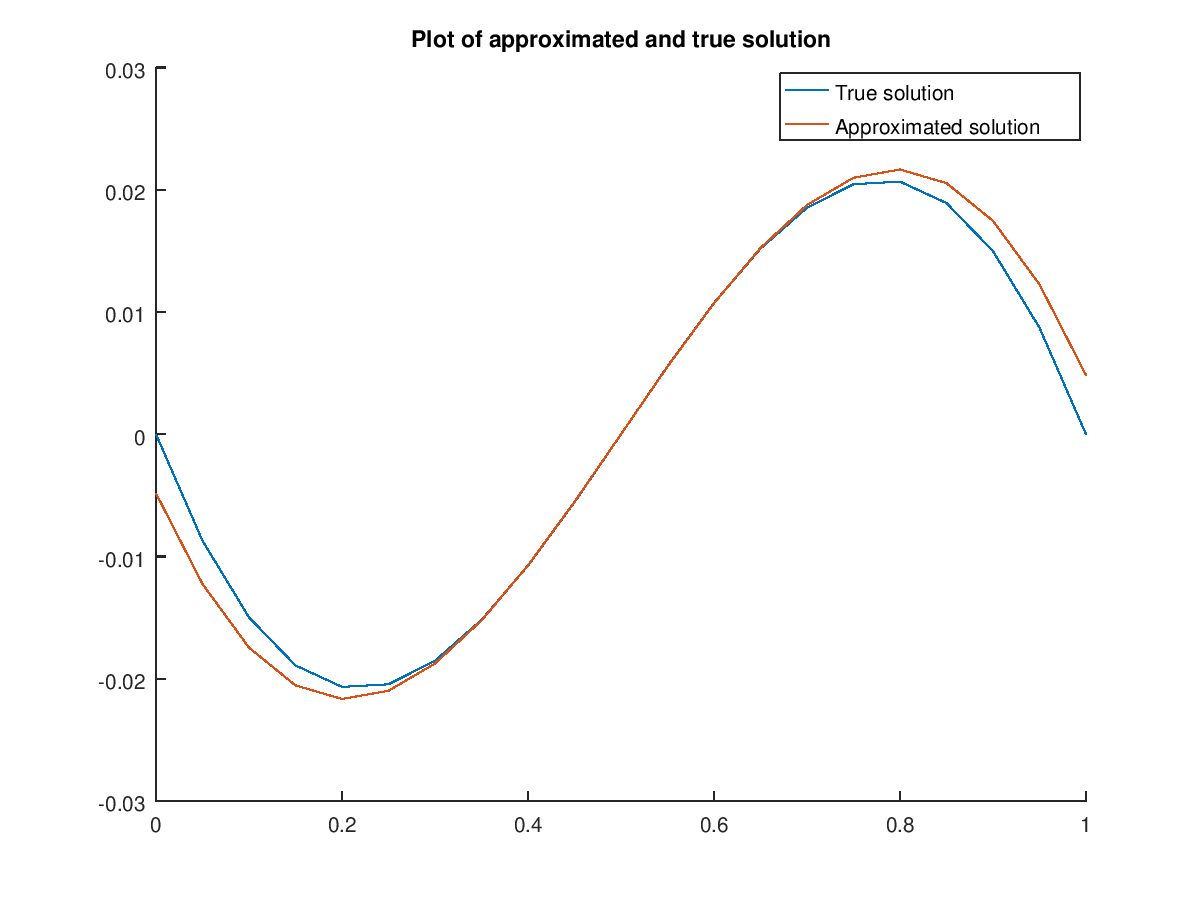 Plot of approximated and true solution
0.03
True solution
Approximated solution
0.02
0.01
0
-0.01
-0.02
-0.03
0 0.2 0.4 0.6 0.8 1